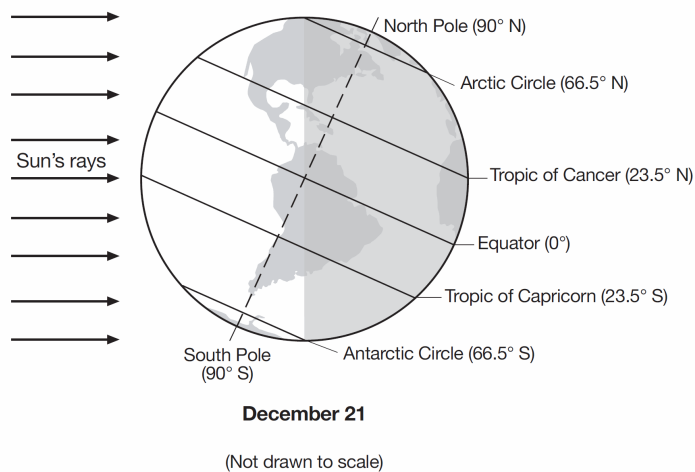 North Pole (90° N)
Arctic Circle (66.5° N)
Sun's rays
Tropic of Cancer (23.5° N)
Equator (0°)
Tropic of Capricorn (23.5° S)
South Pole
(90° S)
Antarctic Circle (66.5° S)
December 21
(Not drawn to scale)